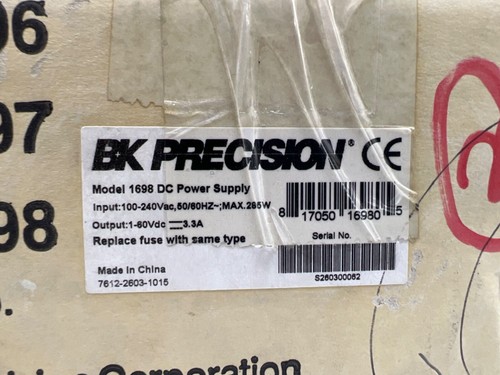 96
97
98
BK PRECISION® CE
Model 1698 DC Power Supply
Input:100-240Vac,50/60HZ~;MAX.285W
Output:1-60Vdc ⎓3.3A
Replace fuse with same type
8 17050 16980 5
Serial No.
S260300062
Made in China
7612-2603-1015
Corporation